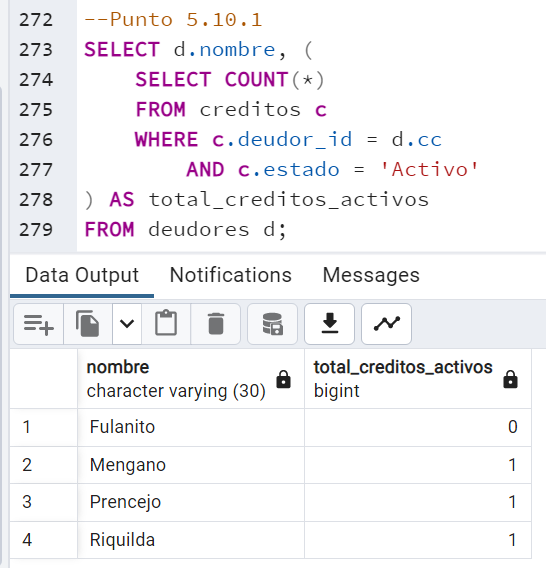 272 --Punto 5.10.1
273 SELECT d.nombre, (
274 SELECT COUNT(*)
275 FROM creditos c
276 WHERE c.deudor_id = d.cc
277 AND c.estado = 'Activo'
278 ) AS total_creditos_activos
279 FROM deudores d;
Data Output Notifications Messages
nombre total_creditos_activos
character varying (30) bigint
1 Fulanito 0
2 Mengano 1
3 Prencejo 1
4 Riquilda 1